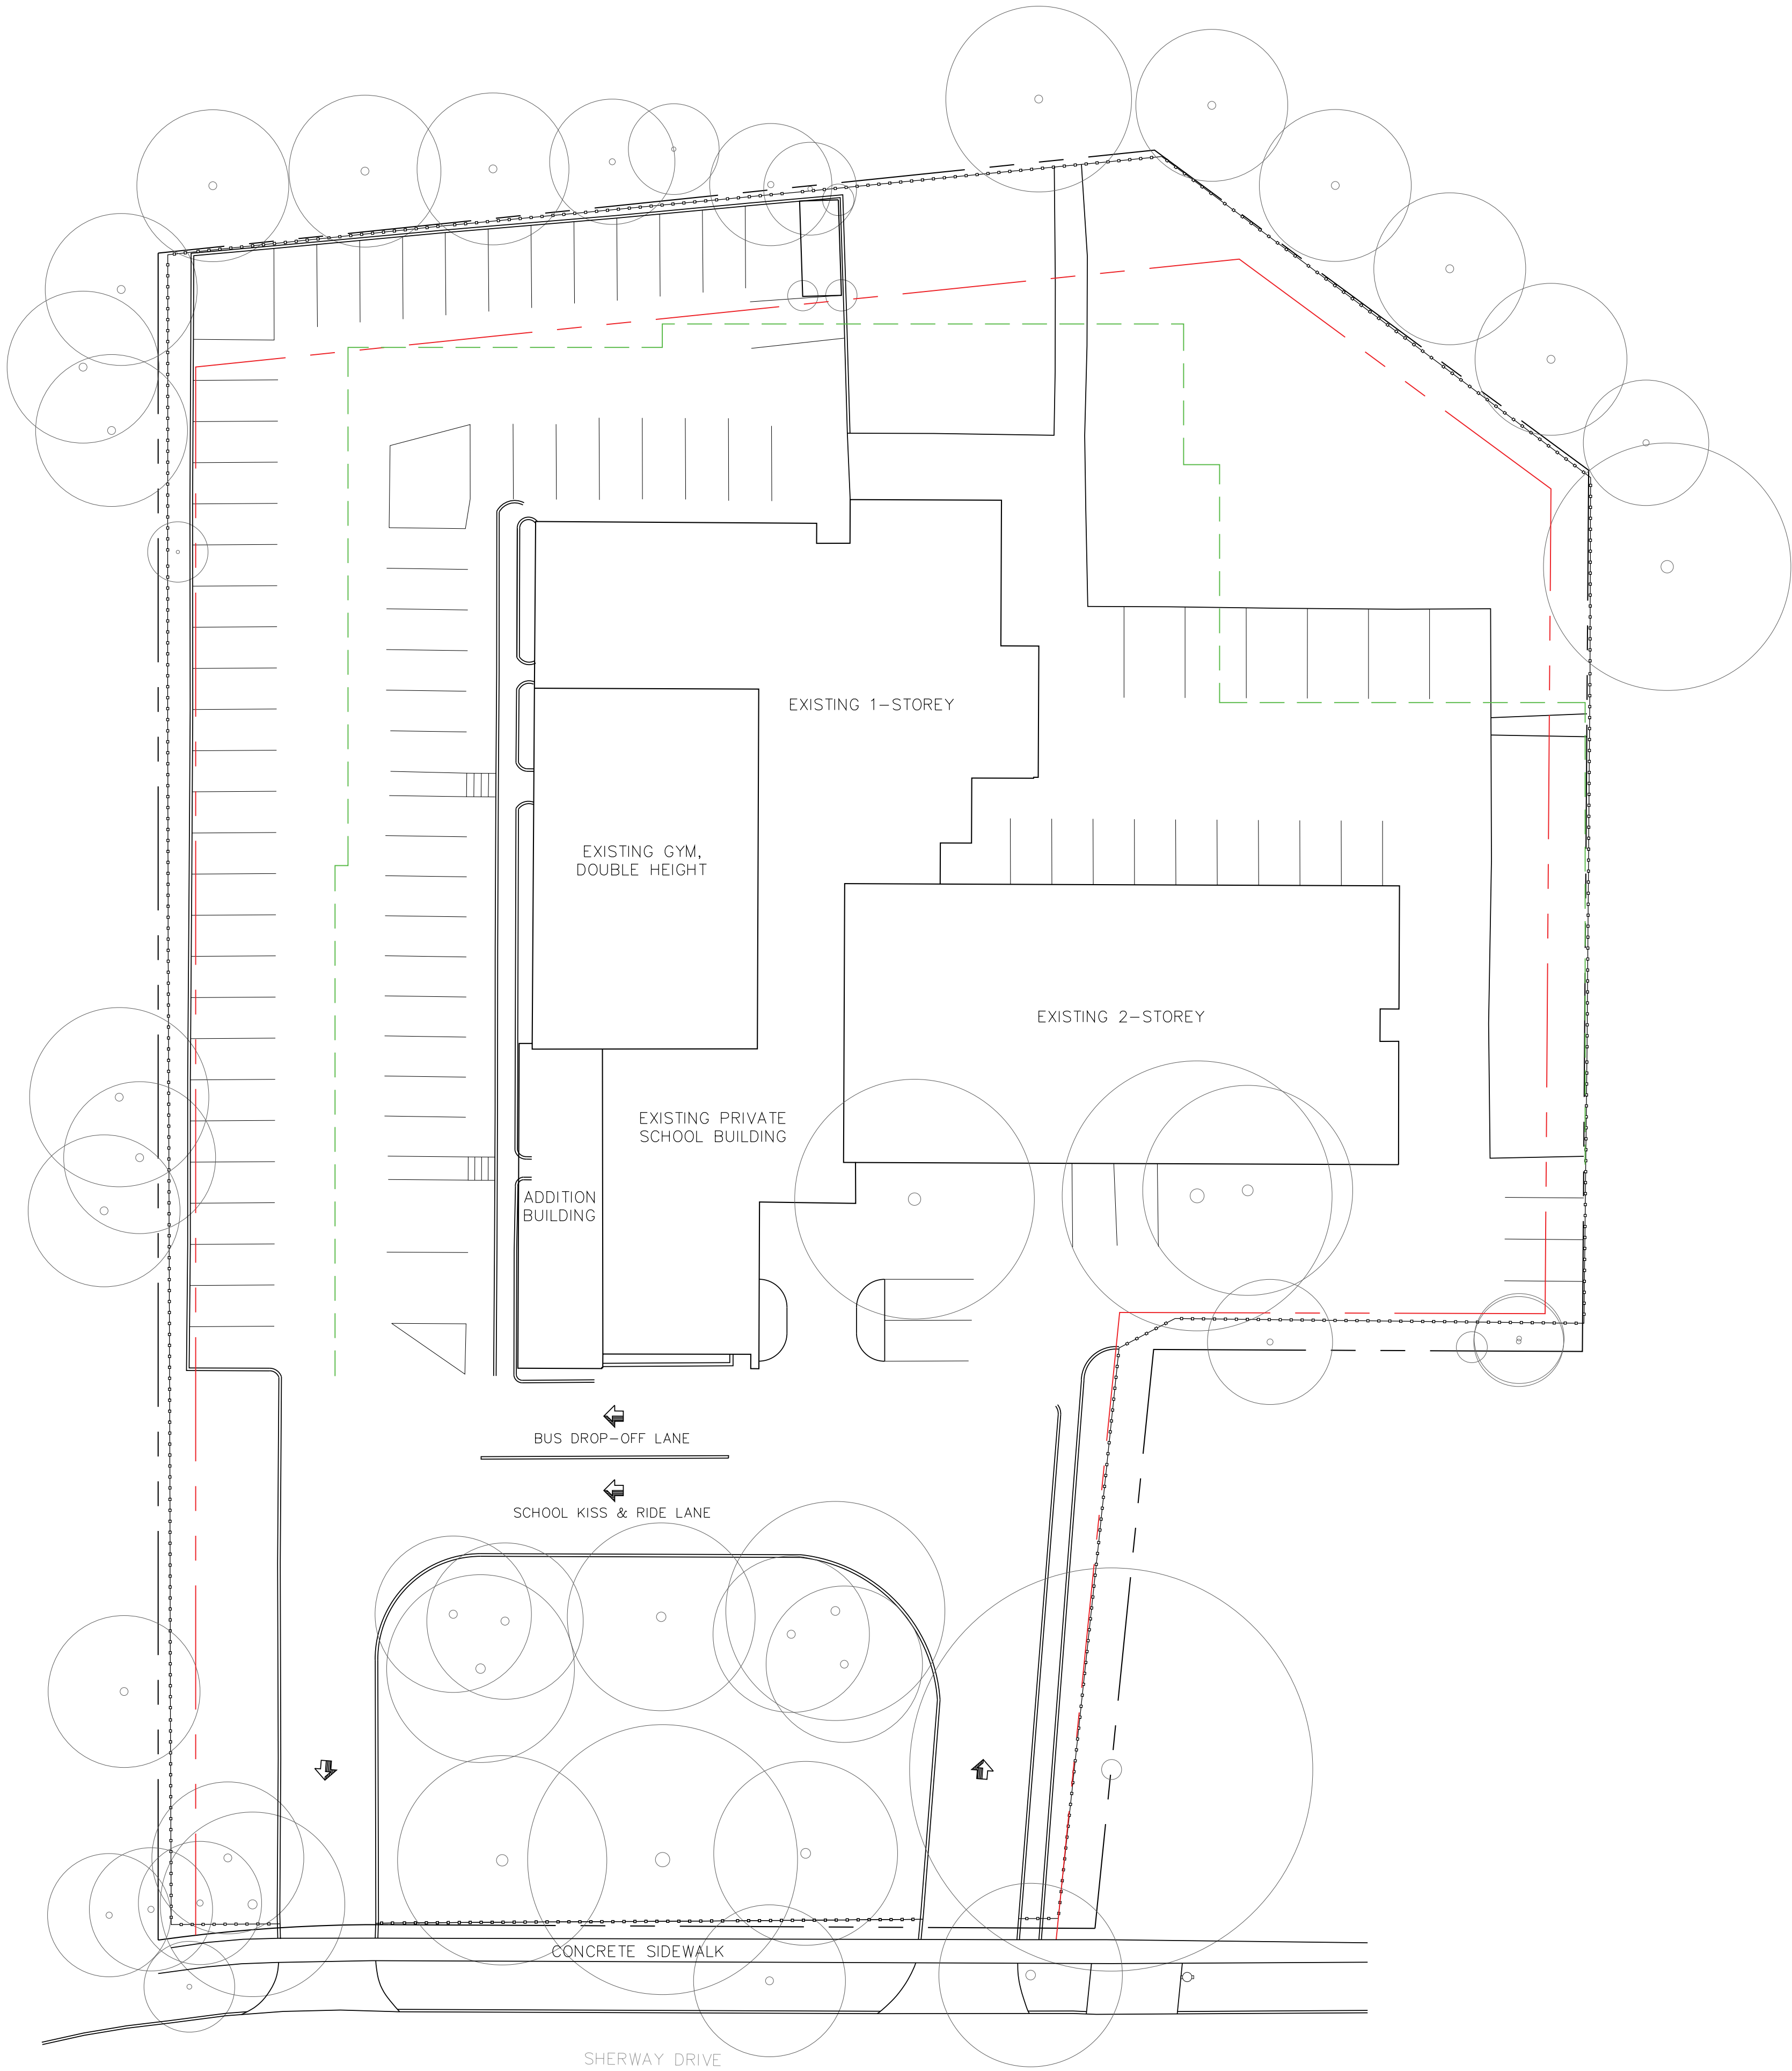 EXISTING 1-STOREY
EXISTING GYM,
DOUBLE HEIGHT
EXISTING 2-STOREY
EXISTING PRIVATE
SCHOOL BUILDING
ADDITION
BUILDING
BUS DROP-OFF LANE
SCHOOL KISS & RIDE LANE
CONCRETE SIDEWALK
SHERWAY DRIVE